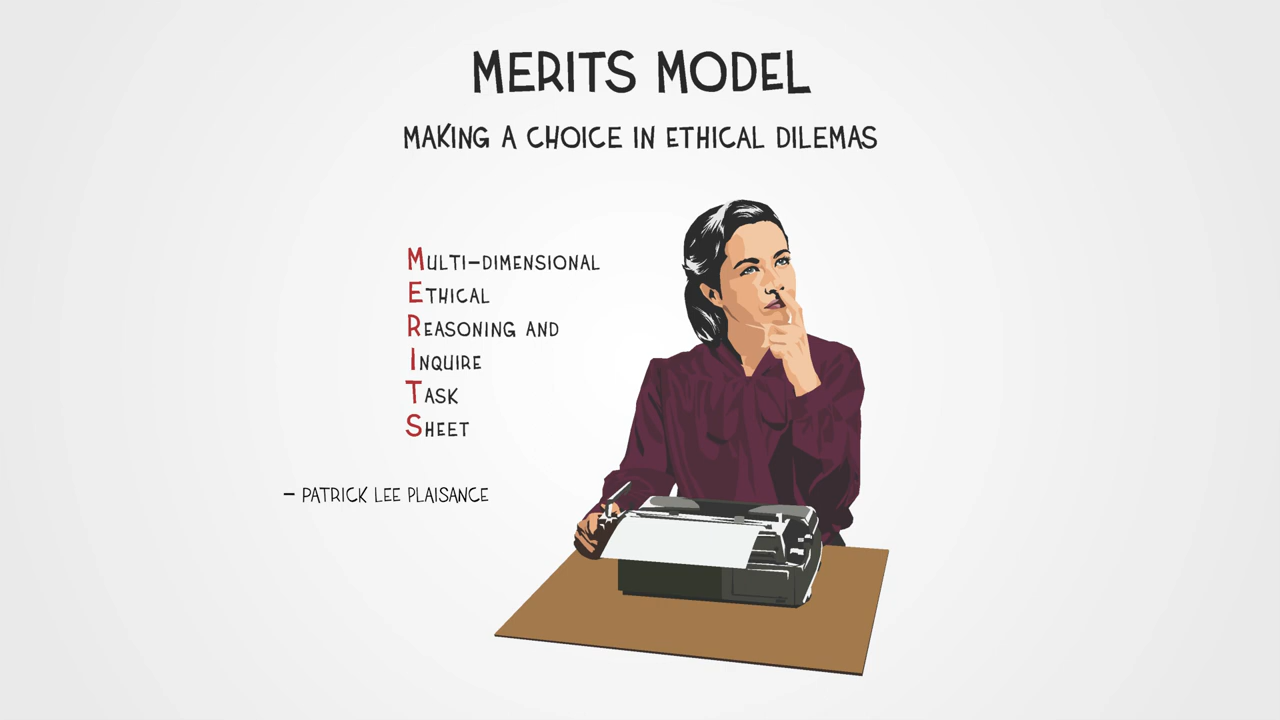 MERITS MODEL
MAKING A CHOICE IN ETHICAL DILEMAS
MULTI-DIMENSIONAL
ETHICAL
REASONING AND
INQUIRE
TASK
SHEET
– PATRICK LEE PLAISANCE